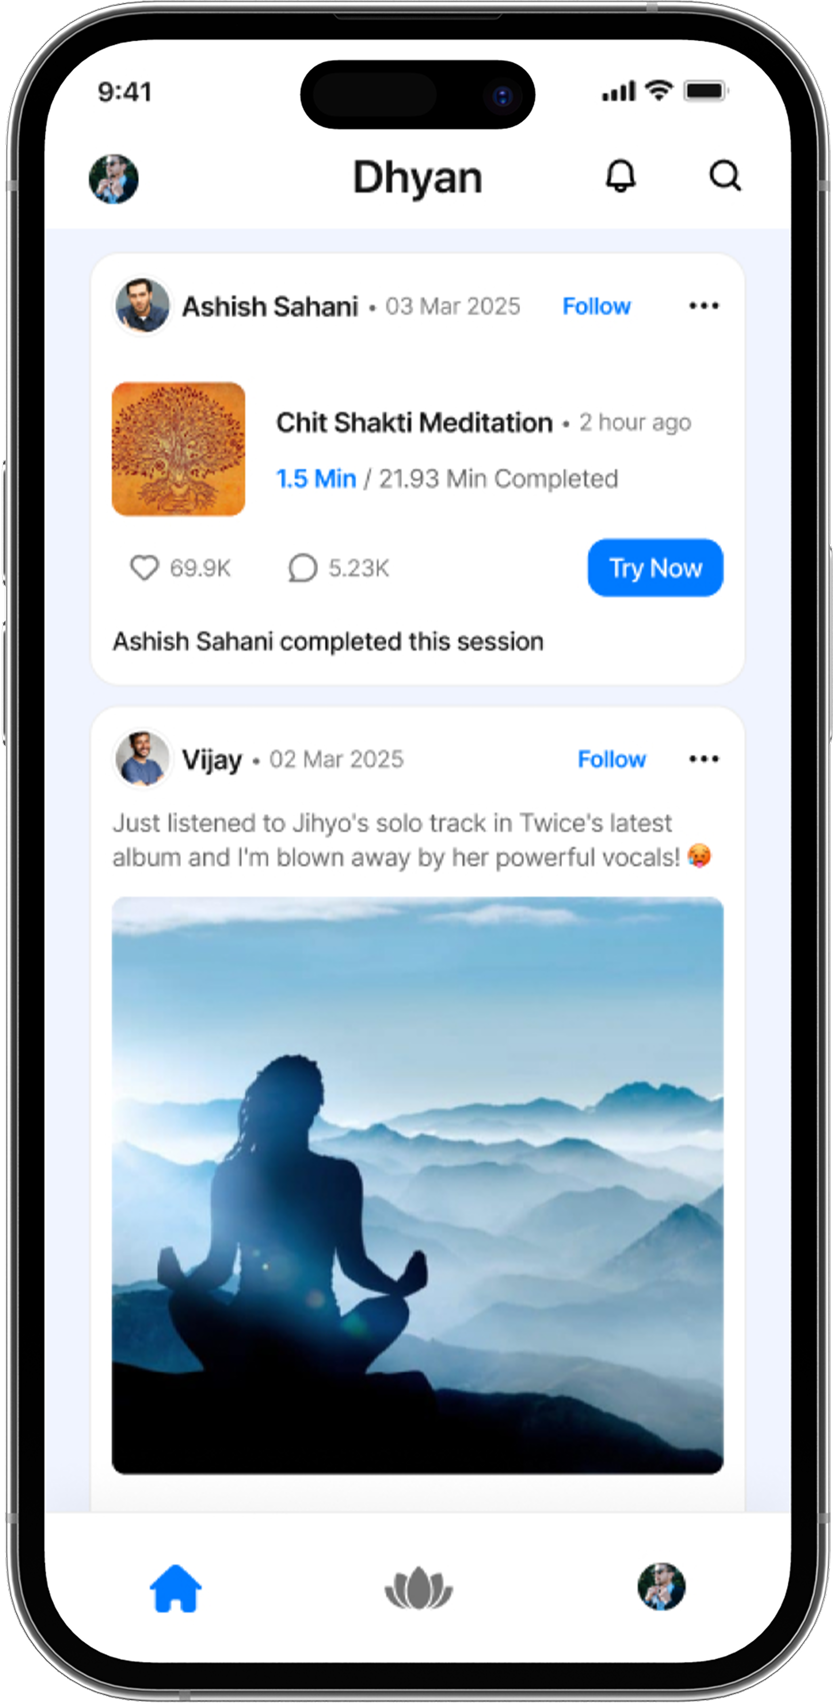 9:41
Dhyan
Ashish Sahani • 03 Mar 2025 Follow
Chit Shakti Meditation • 2 hour ago
1.5 Min / 21.93 Min Completed
69.9K 5.23K Try Now
Ashish Sahani completed this session
Vijay • 02 Mar 2025 Follow
Just listened to Jihyo's solo track in Twice's latest
album and I'm blown away by her powerful vocals! 🥵